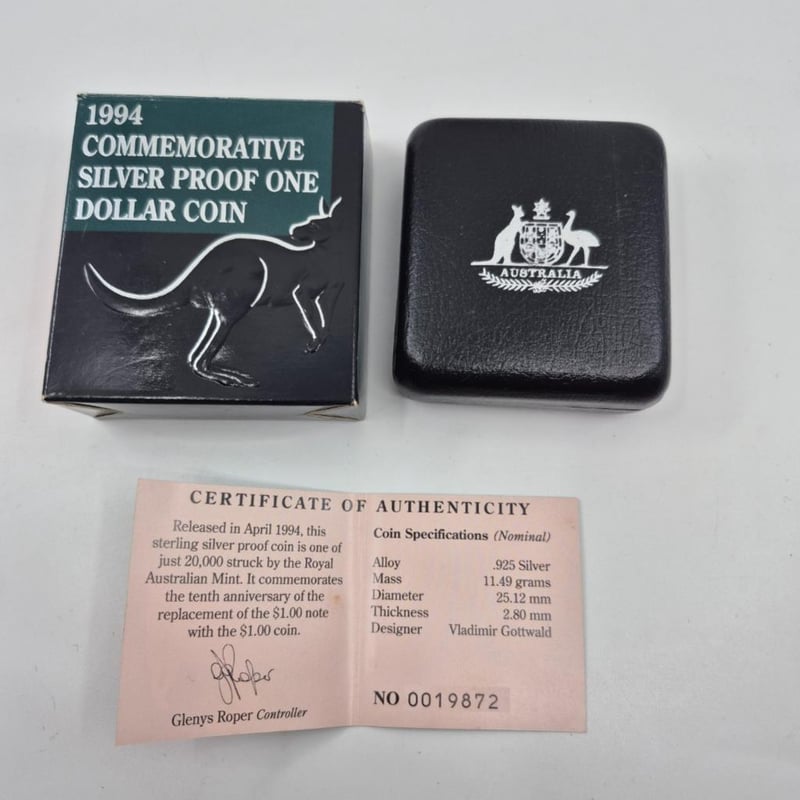 1994
COMMEMORATIVE
SILVER PROOF ONE
DOLLAR COIN
AUSTRALIA
CERTIFICATE OF AUTHENTICITY
Released in April 1994, this
sterling silver proof coin is one of
just 20,000 struck by the Royal
Australian Mint. It commemorates
the tenth anniversary of the
replacement of the $1.00 note
with the $1.00 coin.
Glenys Roper Controller
Coin Specifications (Nominal)
Alloy .925 Silver
Mass 11.49 grams
Diameter 25.12 mm
Thickness 2.80 mm
Designer Vladimir Gottwald
NO 0019872